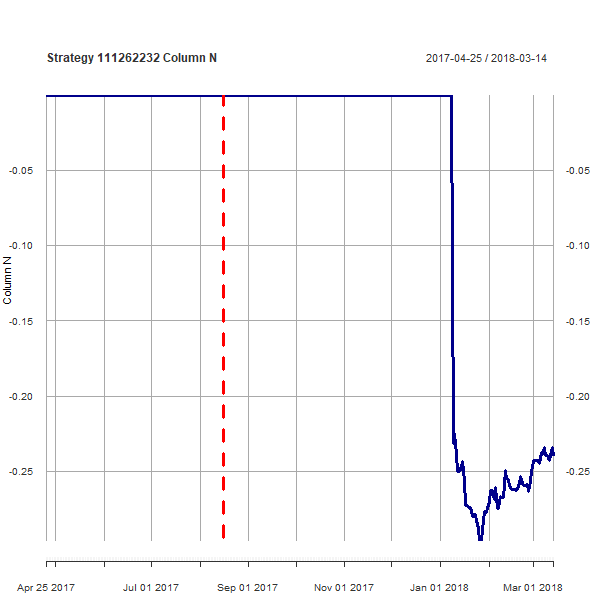 Strategy 111262232 Column N
2017-04-25 / 2018-03-14
-0.05 -0.05
-0.10 -0.10
-0.15 -0.15
-0.20 -0.20
-0.25 -0.25
Column N
Apr 25 2017 Jul 01 2017 Sep 01 2017 Nov 01 2017 Jan 01 2018 Mar 01 2018